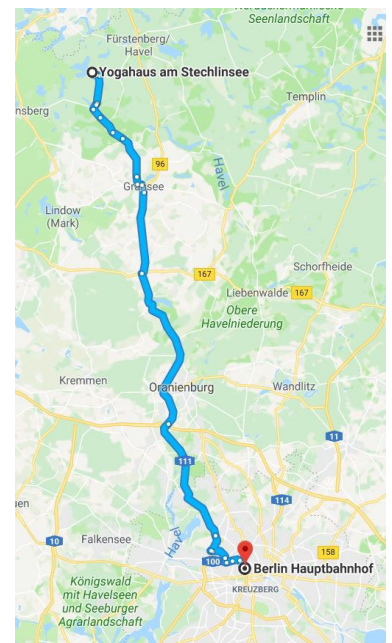 Seenlandschaft
Fürstenberg/
Havel
Yogahaus am Stechlinsee
Templin
nsberg
Havel
96
Gransee
Lindow
(Mark)
Schorfheide
167
Liebenwalde
167
Obere
Havelniederung
Kremmen
Oranienburg
Wandlitz
11
111
114
uen
Havel
Falkensee
10
158
100
Berlin Hauptbahnhof
Königswald
mit Havelseen
und Seeburger
Agrarlandschaft
KREUZBERG